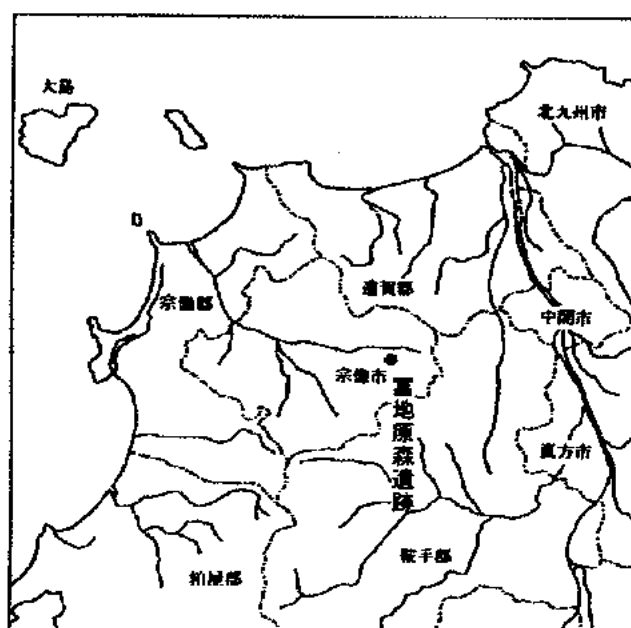 大島
北九州市
遠賀郡
宗像郡
中間市
宗像市
冨地原森遺跡
直方市
鞍手郡
粕屋郡